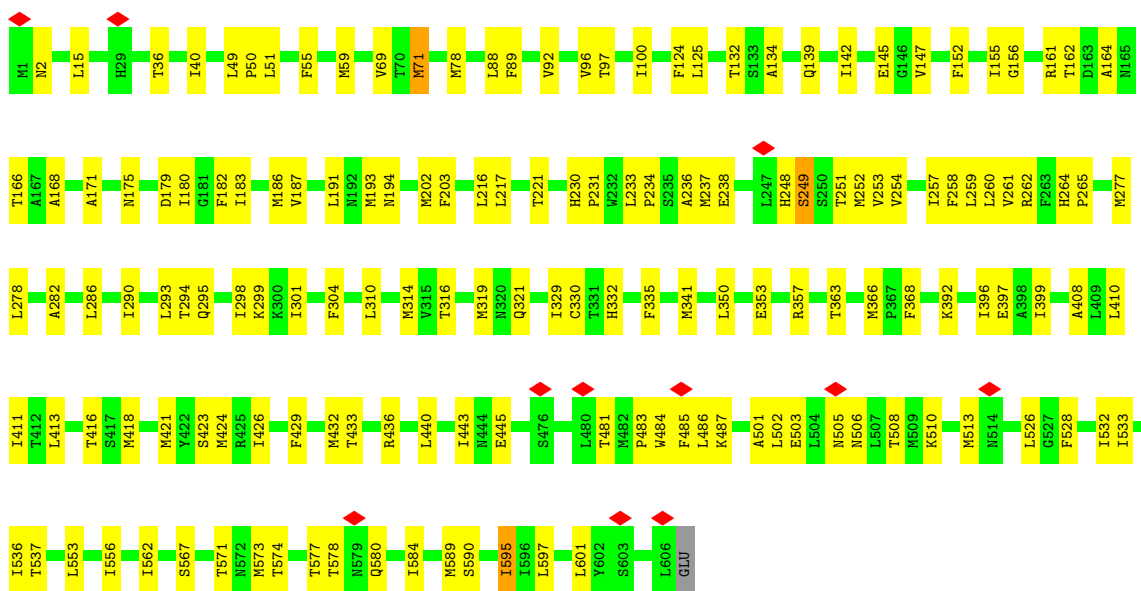 M1 N2 L15 H29 T36 I40 L49 P50 L51 F55 M59 V69 T70 M71 M78 L88 F89 V92 V96 T97 I100 F124 L125 T132 S133 A134 Q139 I142 E145 G146 V147 F152 I155 G156 R161 T162 D163 A164 N165
T166 A167 A168 A171 N175 D179 I180 G181 F182 I183 M186 V187 L191 N192 M193 N194 M202 F203 L216 L217 T221 H230 P231 W232 L233 P234 S235 A236 M237 E238 L247 H248 S249 S250 T251 M252 V253 V254 I257 F258 L259 L260 V261 R262 F263 H264 P265 M277
L278 A282 L286 I290 L293 T294 Q295 I298 K299 K300 I301 F304 L310 M314 V315 T316 M319 N320 Q321 I329 C330 T331 H332 F335 M341 L350 E353 R357 T363 M366 P367 F368 K392 I396 E397 A398 I399 A408 L409 L410
I411 T412 L413 T416 S417 M418 M421 Y422 S423 M424 R425 I426 F429 M432 T433 R436 L440 I443 N444 E445 S476 L480 T481 M482 P483 W484 F485 L486 K487 A501 L502 E503 L504 N505 N506 L507 T508 M509 K510 M513 N514 L526 G527 F528 I532 I533
I536 T537 L553 I556 I562 S567 T571 N572 M573 T574 T577 T578 N579 Q580 I584 M589 S590 I595 I596 L597 L601 Y602 S603 L606 GLU